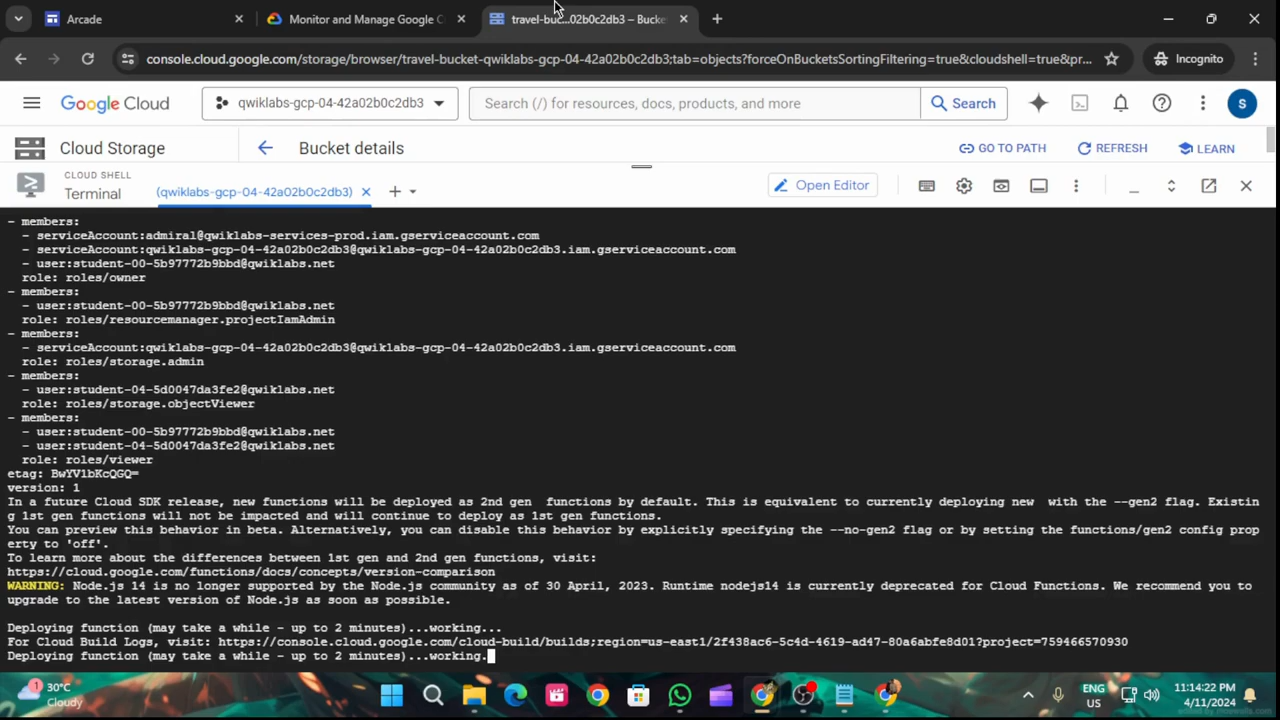 Arcade
Monitor and Manage Google C
travel-buc...02b0c2db3 – Bucke
console.cloud.google.com/storage/browser/travel-bucket-qwiklabs-gcp-04-42a02b0c2db3;tab=objects?forceOnBucketsSortingFiltering=true&cloudshell=true&pr...
Incognito
Google Cloud
qwiklabs-gcp-04-42a02b0c2db3
Search (/) for resources, docs, products, and more
Search
S
Cloud Storage
Bucket details
GO TO PATH
REFRESH
LEARN
CLOUD SHELL
Terminal
(qwiklabs-gcp-04-42a02b0c2db3)
Open Editor
- members:
- serviceAccount:admiral@qwiklabs-services-prod.iam.gserviceaccount.com
- serviceAccount:qwiklabs-gcp-04-42a02b0c2db3@qwiklabs-gcp-04-42a02b0c2db3.iam.gserviceaccount.com
- user:student-00-5b97772b9bbd@qwiklabs.net
role: roles/owner
- members:
- user:student-00-5b97772b9bbd@qwiklabs.net
role: roles/resourcemanager.projectIamAdmin
- members:
- serviceAccount:qwiklabs-gcp-04-42a02b0c2db3@qwiklabs-gcp-04-42a02b0c2db3.iam.gserviceaccount.com
role: roles/storage.admin
- members:
- user:student-04-5d0047da3fe2@qwiklabs.net
role: roles/storage.objectViewer
- members:
- user:student-00-5b97772b9bbd@qwiklabs.net
- user:student-04-5d0047da3fe2@qwiklabs.net
role: roles/viewer
etag: BwYV1bKcQGQ=
version: 1
In a future Cloud SDK release, new functions will be deployed as 2nd gen  functions by default. This is equivalent to currently deploying new  with the --gen2 flag. Existin
g 1st gen functions will not be impacted and will continue to deploy as 1st gen functions.
You can preview this behavior in beta. Alternatively, you can disable this behavior by explicitly specifying the --no-gen2 flag or by setting the functions/gen2 config prop
erty to 'off'.
To learn more about the differences between 1st gen and 2nd gen functions, visit:
https://cloud.google.com/functions/docs/concepts/version-comparison
WARNING: Node.js 14 is no longer supported by the Node.js community as of 30 April, 2023. Runtime nodejs14 is currently deprecated for Cloud Functions. We recommend you to
upgrade to the latest version of Node.js as soon as possible.
Deploying function (may take a while - up to 2 minutes)...working...
For Cloud Build Logs, visit: https://console.cloud.google.com/cloud-build/builds;region=us-east1/2f438ac6-5c4d-4619-ad47-80a6abfe8d01?project=759466570930
Deploying function (may take a while - up to 2 minutes)...working.
1
30°C
Cloudy
ENG
US
11:14:22 PM
4/11/2024